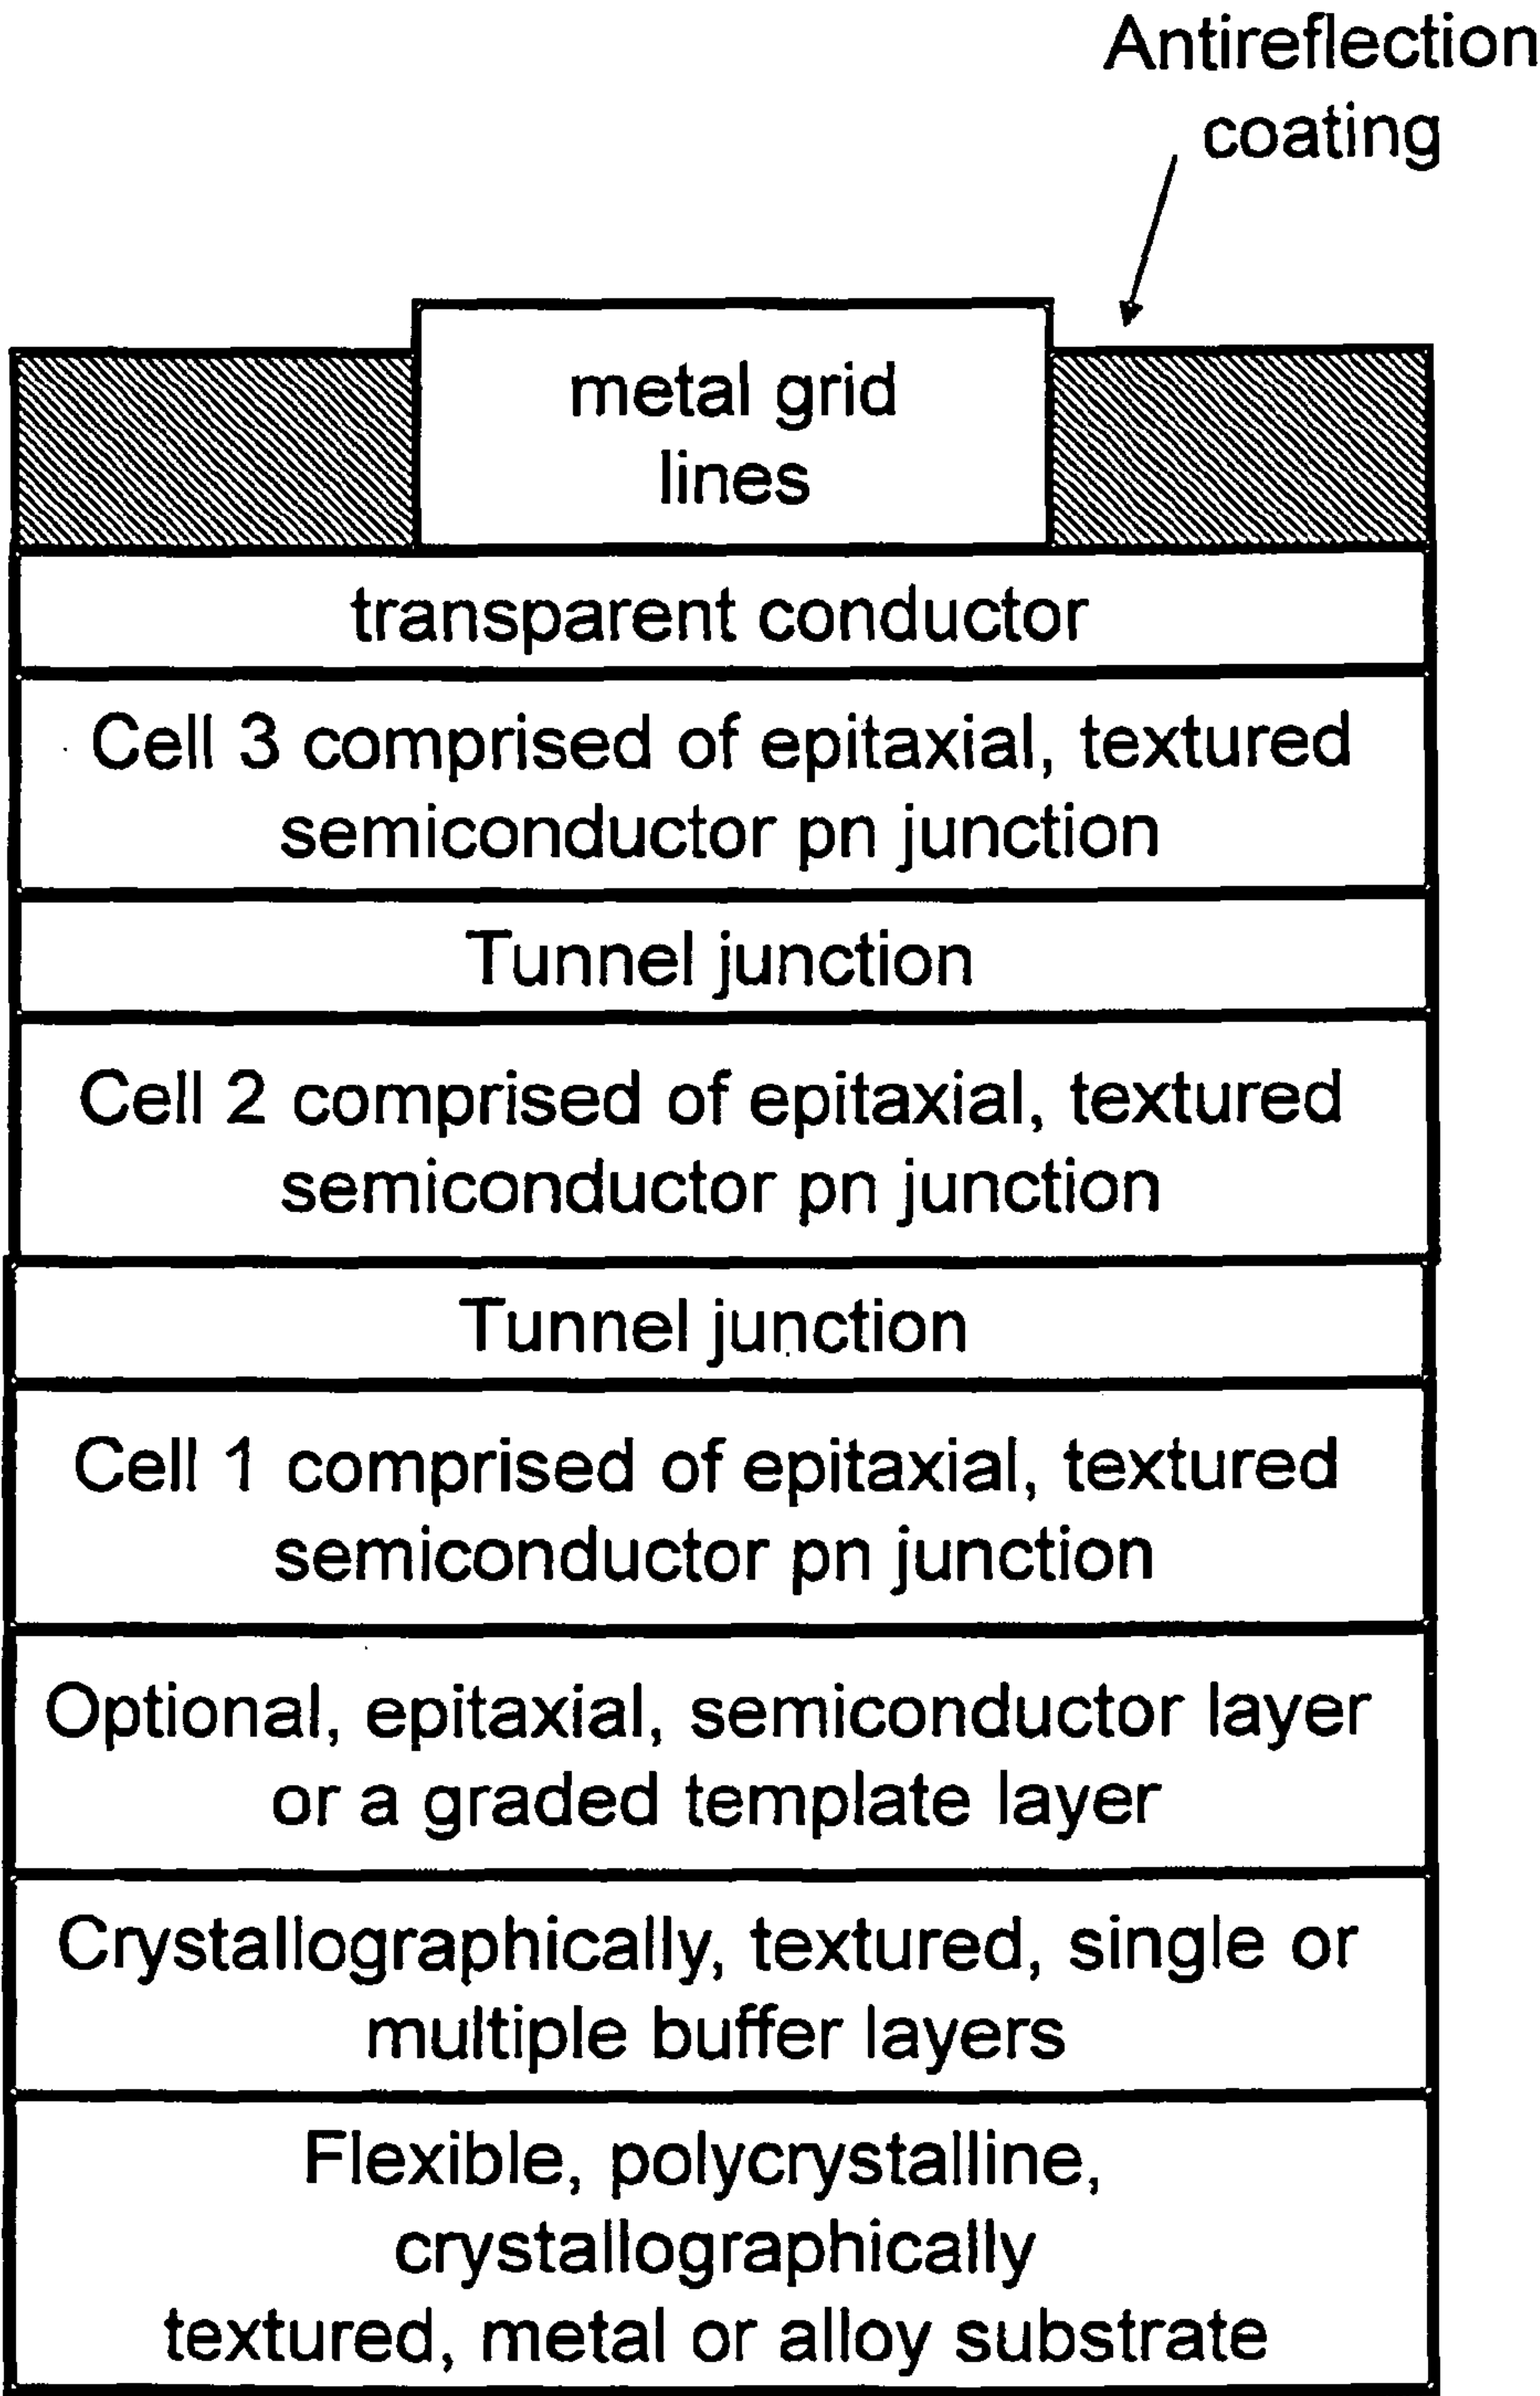 Antireflection
coating
metal grid
lines
transparent conductor
Cell 3 comprised of epitaxial, textured
semiconductor pn junction
Tunnel junction
Cell 2 comprised of epitaxial, textured
semiconductor pn junction
Tunnel junction
Cell 1 comprised of epitaxial, textured
semiconductor pn junction
Optional, epitaxial, semiconductor layer
or a graded template layer
Crystallographically, textured, single or
multiple buffer layers
Flexible, polycrystalline,
crystallographically
textured, metal or alloy substrate